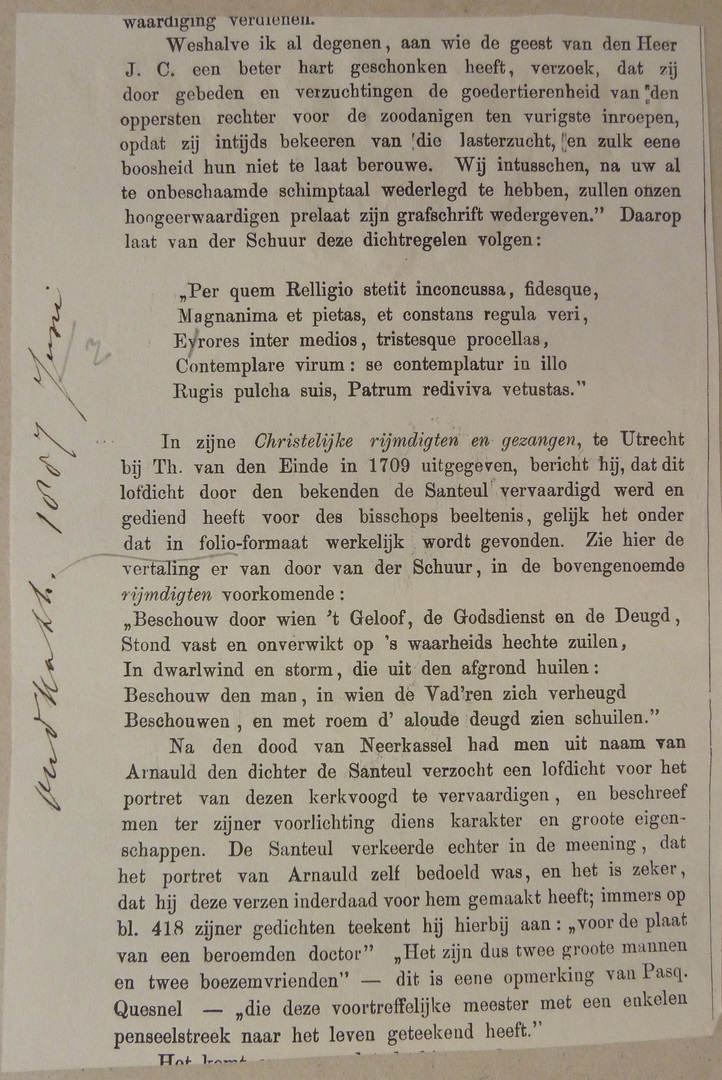 waardiging verdienen.
Weshalve ik al degenen, aan wie de geest van den Heer
J. C. een beter hart geschonken heeft, verzoek, dat zij
door gebeden en verzuchtingen de goedertierenheid van den
oppersten rechter voor de zoodanigen ten vurigste inroepen,
opdat zij intijds bekeeren van die lasterzucht, en zulk eene
boosheid hun niet te laat berouwe. Wij intusschen, na uw al
te onbeschaamde schimptaal wederlegd te hebben, zullen onzen
hoogeerwaardigen prelaat zijn grafschrift wedergeven.” Daarop
laat van der Schuur deze dichtregelen volgen:
„Per quem Relligio stetit inconcussa, fidesque,
Magnanima et pietas, et constans regula veri,
Eyrores inter medios, tristesque procellas,
Contemplare virum: se contemplatur in illo
Rugis pulcha suis, Patrum rediviva vetustas.”
In zijne Christelijke rijmdigten en gezangen, te Utrecht
bij Th. van den Einde in 1709 uitgegeven, bericht hij, dat dit
lofdicht door den bekenden de Santeul vervaardigd werd en
gediend heeft voor des bisschops beeltenis, gelijk het onder
dat in folio-formaat werkelijk wordt gevonden. Zie hier de
vertaling er van door van der Schuur, in de bovengenoemde
rijmdigten voorkomende:
„Beschouw door wien ’t Geloof, de Godsdienst en de Deugd,
Stond vast en onverwikt op ’s waarheids hechte zuilen,
In dwarlwind en storm, die uit den afgrond huilen:
Beschouw den man, in wien de Vad’ren zich verheugd
Beschouwen, en met roem d’ aloude deugd zien schuilen.”
Na den dood van Neerkassel had men uit naam van
Arnauld den dichter de Santeul verzocht een lofdicht voor het
portret van dezen kerkvoogd te vervaardigen, en beschreef
men ter zijner voorlichting diens karakter en groote eigen-
schappen. De Santeul verkeerde echter in de meening, dat
het portret van Arnauld zelf bedoeld was, en het is zeker,
dat hij deze verzen inderdaad voor hem gemaakt heeft; immers op
bl. 418 zijner gedichten teekent hij hierbij aan: „voor de plaat
van een beroemden doctor” „Het zijn dus twee groote mannen
en twee boezemvrienden” — dit is eene opmerking van Pasq.
Quesnel — „die deze voortreffelijke meester met een enkelen
penseelstreek naar het leven geteekend heeft.”
Het komt
Juni